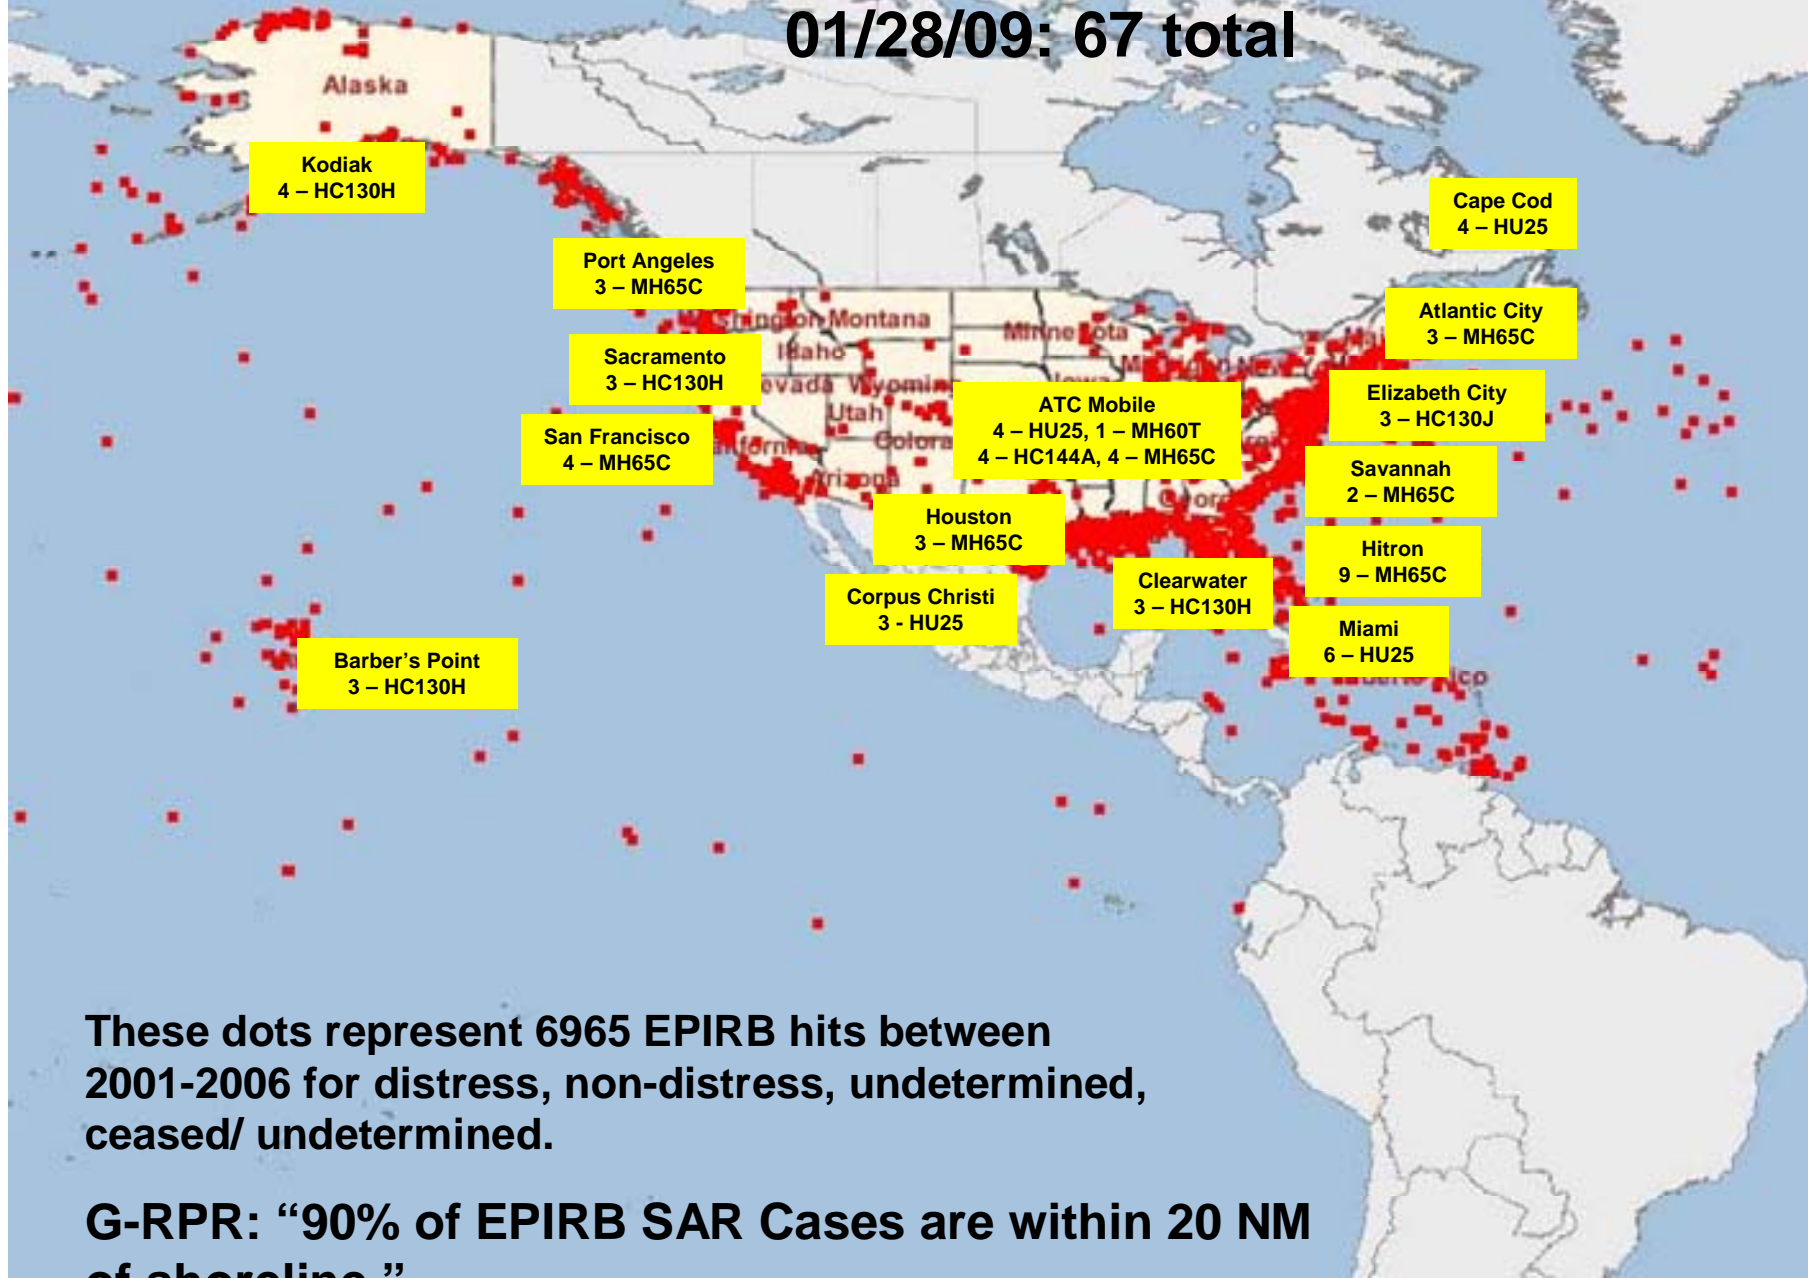 01/28/09: 67 total
Alaska
Kodiak
4 – HC130H
Cape Cod
4 – HU25
Port Angeles
3 – MH65C
Atlantic City
3 – MH65C
Montana
Idaho
Sacramento
3 – HC130H
Wyoming
Utah
Elizabeth City
3 – HC130J
ATC Mobile
4 – HU25, 1 – MH60T
4 – HC144A, 4 – MH65C
San Francisco
4 – MH65C
Arizona
Savannah
2 – MH65C
Houston
3 – MH65C
Hitron
9 – MH65C
Clearwater
3 – HC130H
Corpus Christi
3 - HU25
Miami
6 – HU25
Barber’s Point
3 – HC130H
These dots represent 6965 EPIRB hits between
2001-2006 for distress, non-distress, undetermined,
ceased/ undetermined.
G-RPR: “90% of EPIRB SAR Cases are within 20 NM
of shoreline.”